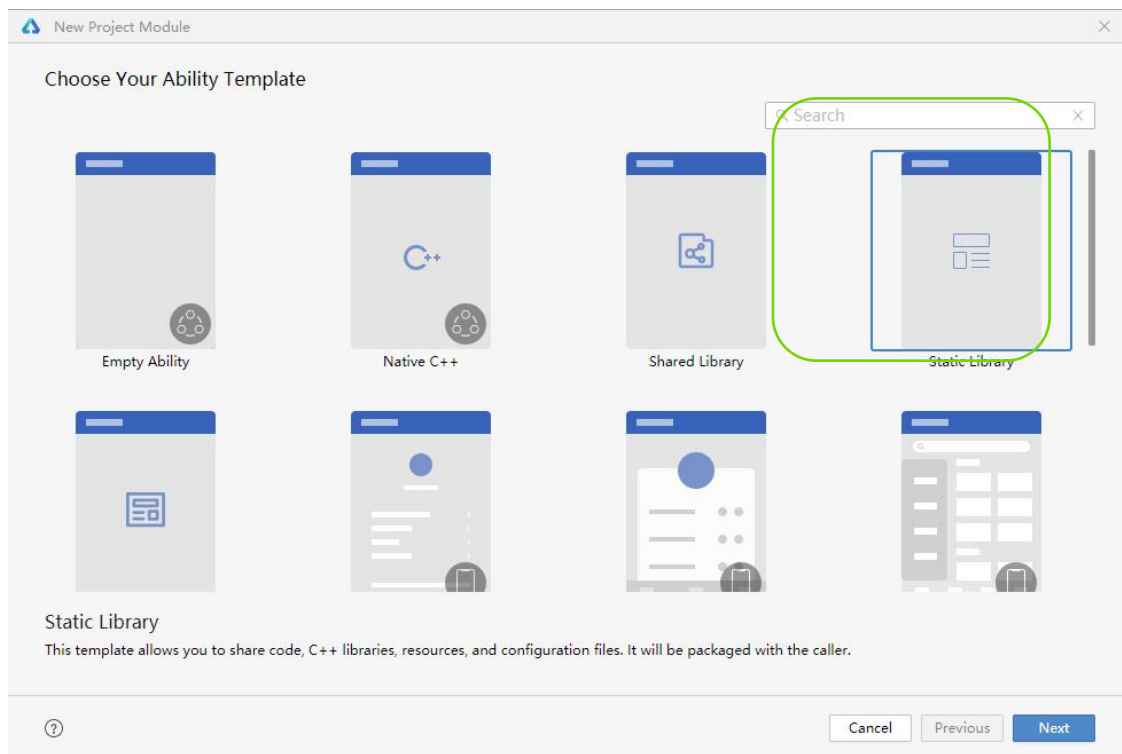 New Project Module
Choose Your Ability Template
Search
C++
Empty Ability
Native C++
Shared Library
Static Library
Static Library
This template allows you to share code, C++ libraries, resources, and configuration files. It will be packaged with the caller.
?
Cancel
Previous
Next